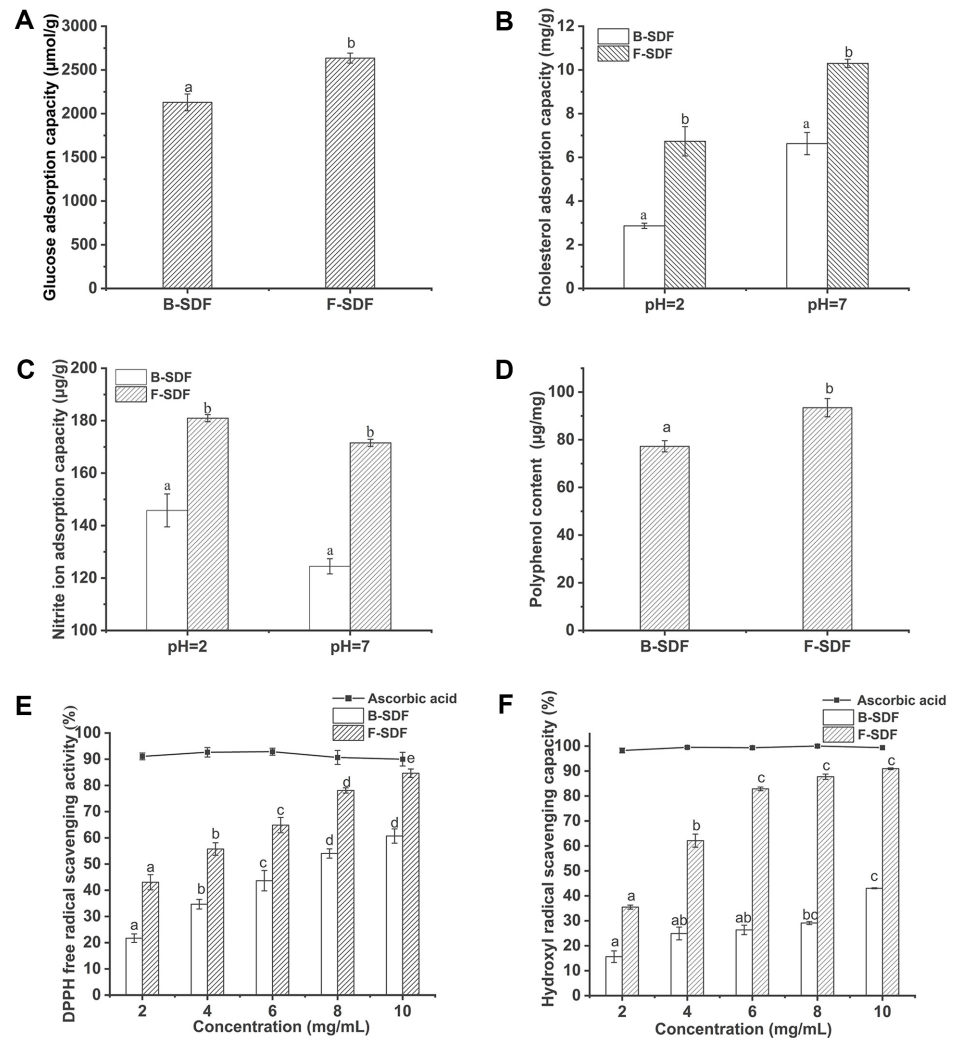 A
Glucose adsorption capacity (μmol/g)
3000
2500
2000
1500
1000
500
0
a
b
B-SDF
F-SDF
B
Cholesterol adsorption capacity (mg/g)
12
10
8
6
4
2
0
B-SDF
F-SDF
a
b
a
b
pH=2
pH=7
C
Nitrite ion adsorption capacity (μg/g)
200
180
160
140
120
100
B-SDF
F-SDF
a
b
a
b
pH=2
pH=7
D
Polyphenol content (μg/mg)
100
80
60
40
20
0
a
b
B-SDF
F-SDF
E
DPPH free radical scavenging activity (%)
Ascorbic acid
B-SDF
F-SDF
100
90
80
70
60
50
40
30
20
10
0
a
a
b
b
c
c
d
d
d
e
2
4
6
8
10
Concentration (mg/mL)
F
Hydroxyl radical scavenging capacity (%)
Ascorbic acid
B-SDF
F-SDF
100
90
80
70
60
50
40
30
20
10
0
a
a
ab
b
ab
c
bc
c
c
c
2
4
6
8
10
Concentration (mg/mL)